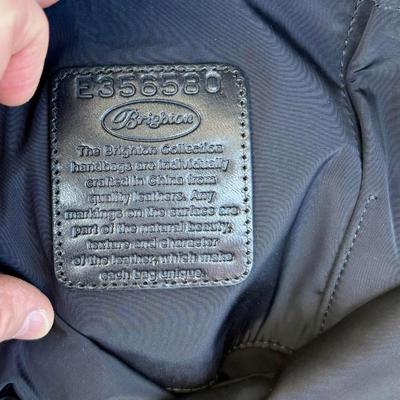 E356580
Brighton
The Brighton Collection
handbags are individually
crafted in China from
quality leathers. Any
markings on the surface are
part of the natural beauty,
texture and character
of the leather, which make
each bag unique.